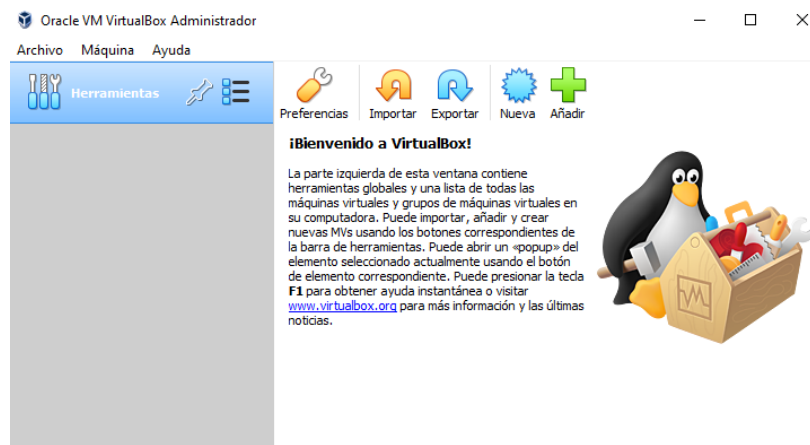 Oracle VM VirtualBox Administrador
Archivo Máquina Ayuda
Herramientas
Preferencias Importar Exportar Nueva Añadir
¡Bienvenido a VirtualBox!
La parte izquierda de esta ventana contiene
herramientas globales y una lista de todas las
máquinas virtuales y grupos de máquinas virtuales en
su computadora. Puede importar, añadir y crear
nuevas MVs usando los botones correspondientes de
la barra de herramientas. Puede abrir un «popup» del
elemento seleccionado actualmente usando el botón
de elemento correspondiente. Puede presionar la tecla
F1 para obtener ayuda instantánea o visitar
www.virtualbox.org para más información y las últimas
noticias.